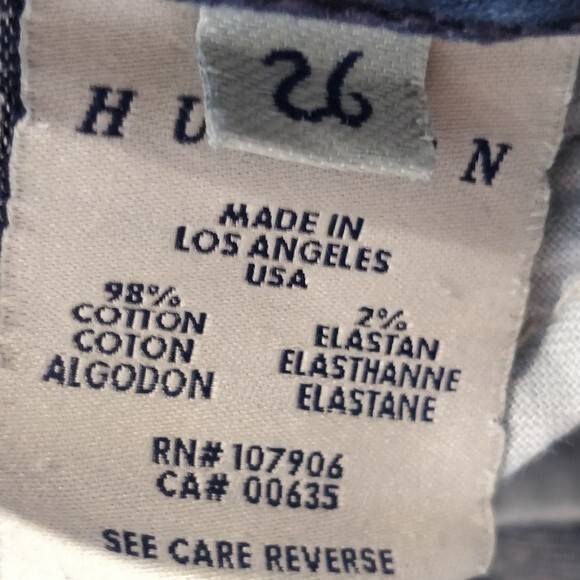 26
HU N
MADE IN
LOS ANGELES
USA
98%
COTTON
COTON
ALGODON
2%
ELASTAN
ELASTHANNE
ELASTANE
RN# 107906
CA# 00635
SEE CARE REVERSE